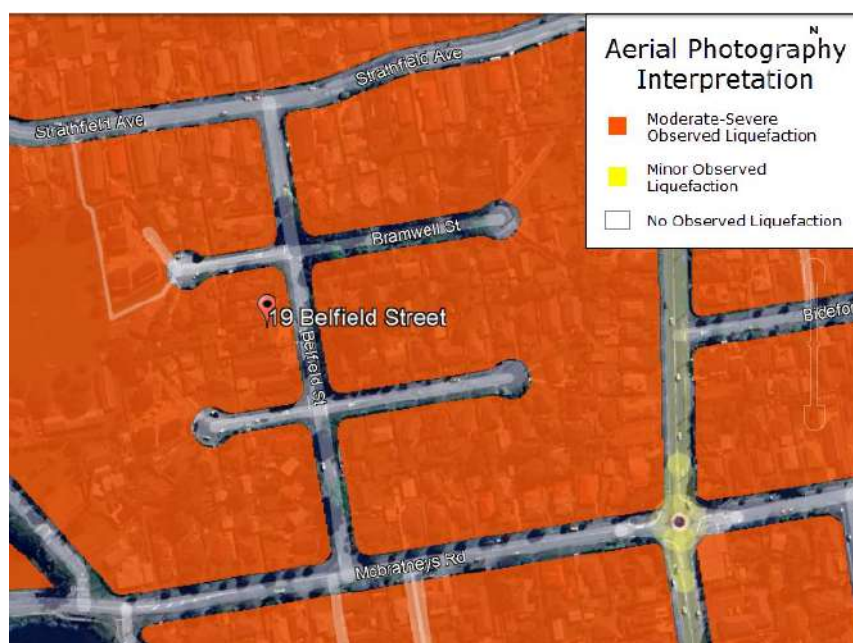 N
Aerial Photography
Interpretation
Moderate-Severe
Observed Liquefaction
Minor Observed
Liquefaction
No Observed Liquefaction
Strathfield Ave
Strathfield Ave
Bramwell St
19 Belfield Street
Belfield St
Bidefor
McBratneys Rd